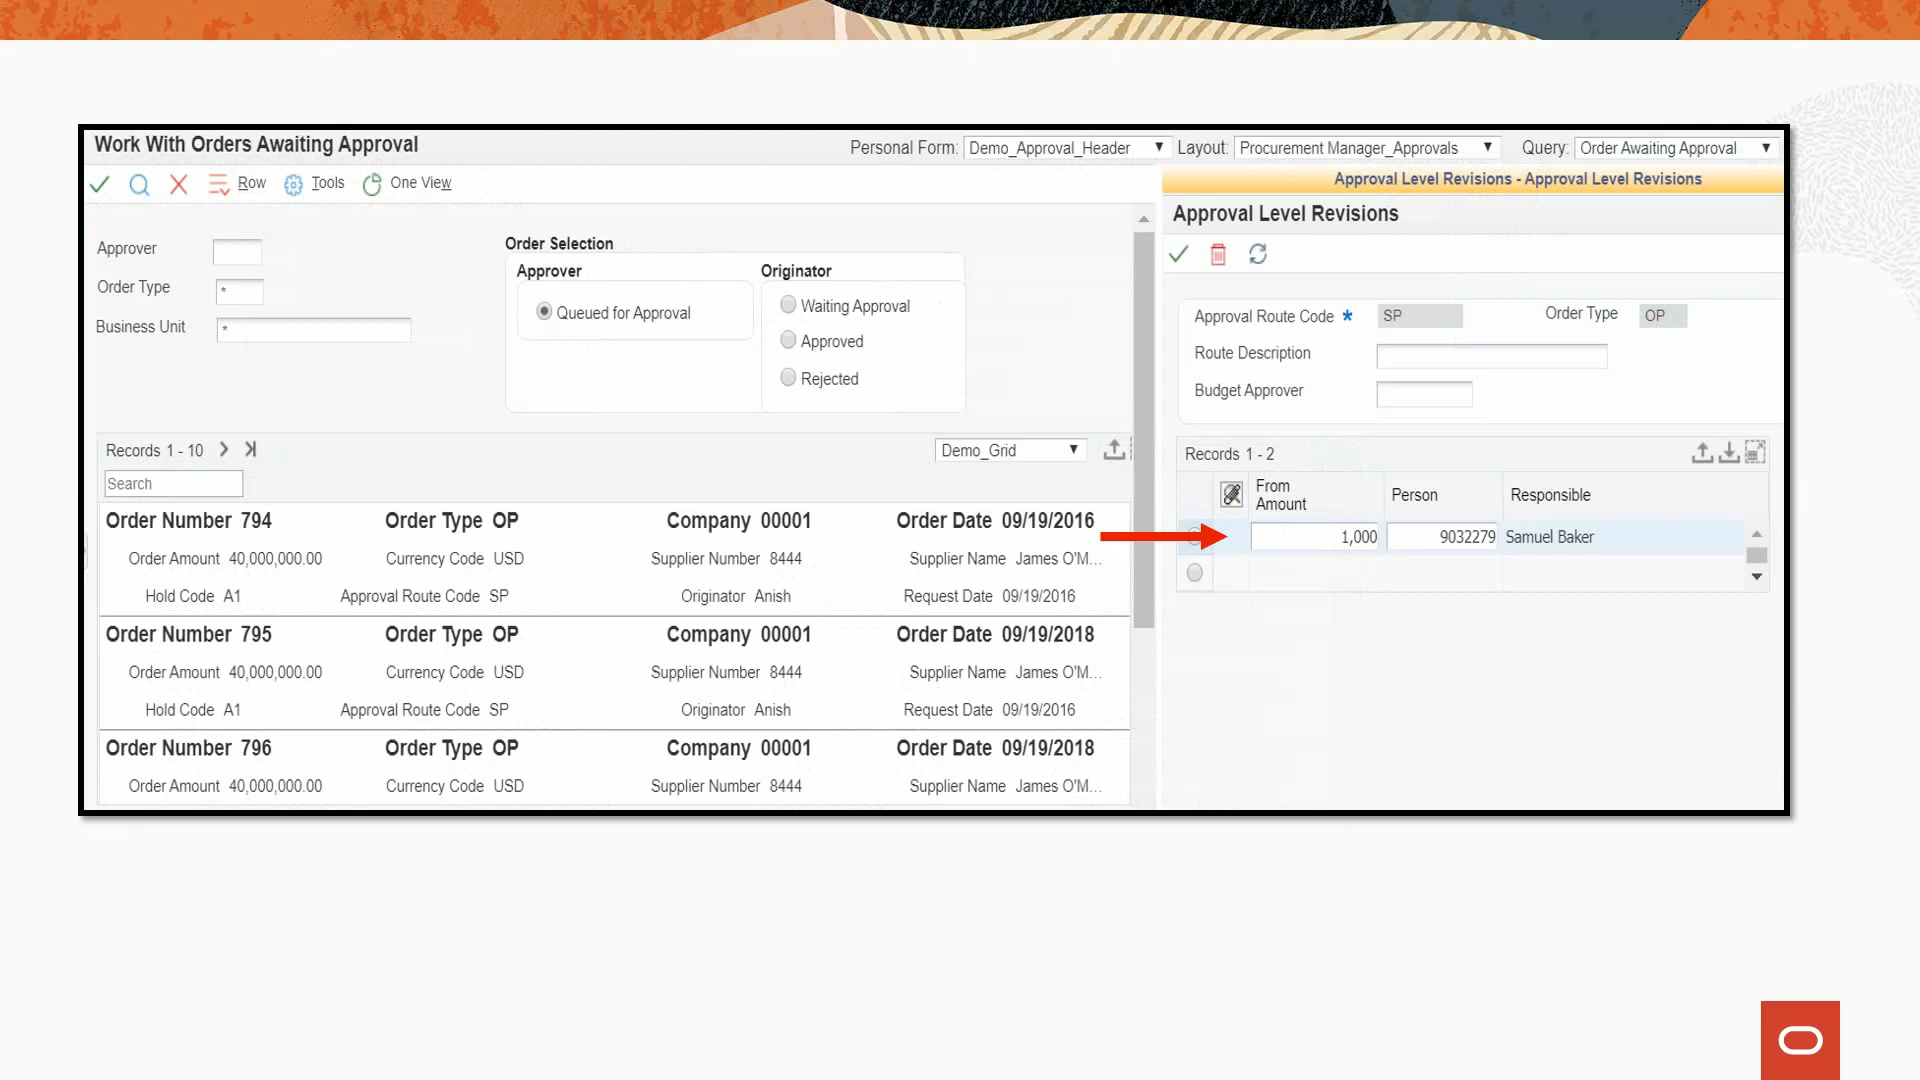 Work With Orders Awaiting Approval
Personal Form: Demo_Approval_Header Layout: Procurement Manager_Approvals Query: Order Awaiting Approval
Row Tools One View
Approver
Order Type *
Business Unit *
Order Selection
Approver
Queued for Approval
Originator
Waiting Approval
Approved
Rejected
Records 1 - 10
Demo_Grid
Search
Order Number 794 Order Type OP Company 00001 Order Date 09/19/2016
Order Amount 40,000,000.00 Currency Code USD Supplier Number 8444 Supplier Name James O'M...
Hold Code A1 Approval Route Code SP Originator Anish Request Date 09/19/2016
Order Number 795 Order Type OP Company 00001 Order Date 09/19/2018
Order Amount 40,000,000.00 Currency Code USD Supplier Number 8444 Supplier Name James O'M...
Hold Code A1 Approval Route Code SP Originator Anish Request Date 09/19/2016
Order Number 796 Order Type OP Company 00001 Order Date 09/19/2018
Order Amount 40,000,000.00 Currency Code USD Supplier Number 8444 Supplier Name James O'M...
Approval Level Revisions - Approval Level Revisions
Approval Level Revisions
Approval Route Code * SP Order Type OP
Route Description
Budget Approver
Records 1 - 2
From Amount Person Responsible
1,000 9032279 Samuel Baker